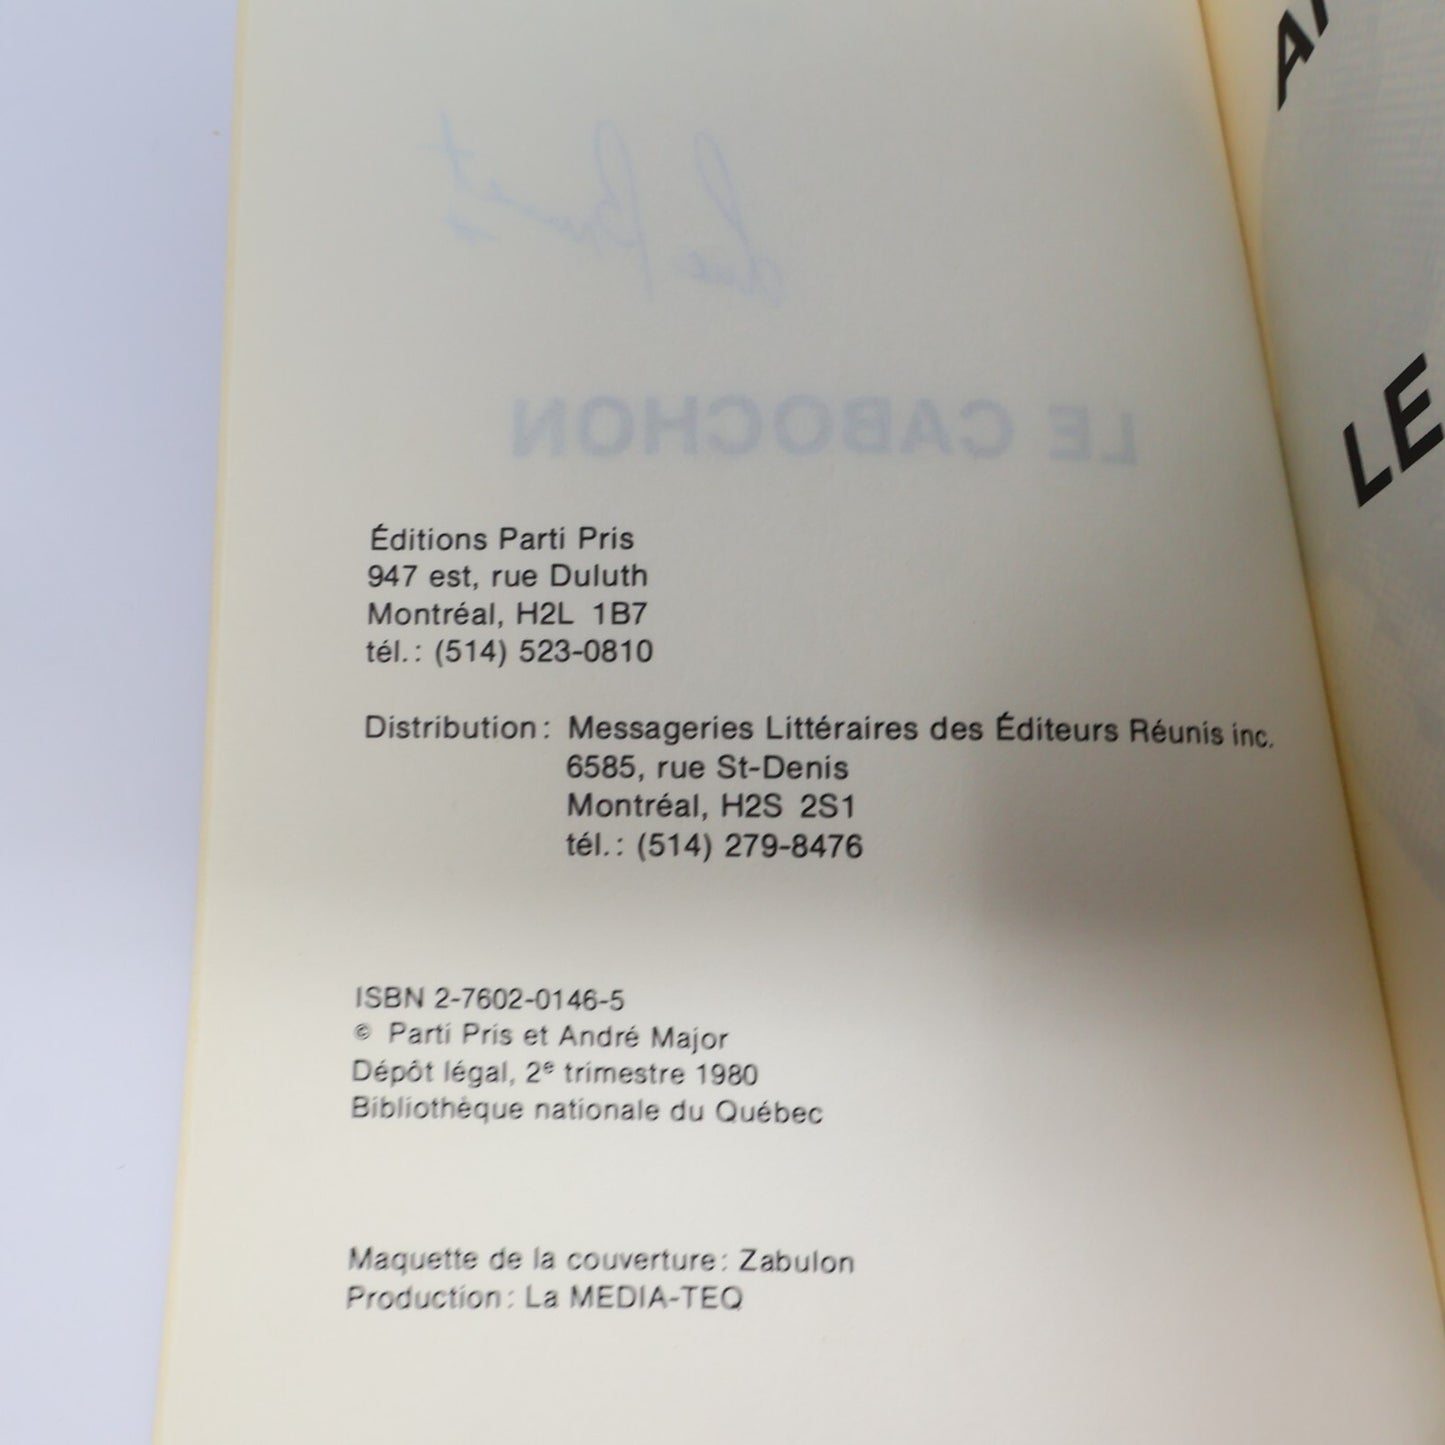 LE CABOCHON
Éditions Parti Pris
947 est, rue Duluth
Montréal, H2L 1B7
tél.: (514) 523-0810
Distribution: Messageries Littéraires des Éditeurs Réunis inc.
6585, rue St-Denis
Montréal, H2S 2S1
tél.: (514) 279-8476
ISBN 2-7602-0146-5
© Parti Pris et André Major
Dépôt légal, 2e trimestre 1980
Bibliothèque nationale du Québec
Maquette de la couverture: Zabulon
Production: La MEDIA-TEQ
LE